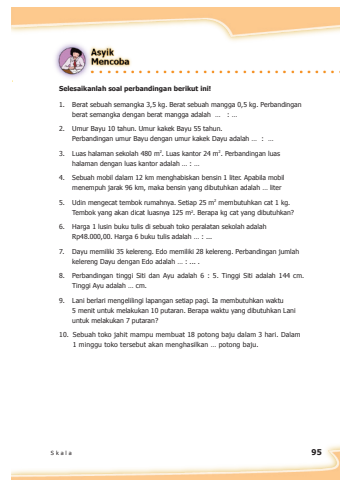 Asyik
Mencoba
Selesaikanlah soal perbandingan berikut ini!
1. Berat sebuah semangka 3,5 kg. Berat sebuah mangga 0,5 kg. Perbandingan
berat semangka dengan berat mangga adalah ... : ...
2. Umur Bayu 10 tahun. Umur kakek Bayu 55 tahun.
Perbandingan umur Bayu dengan umur kakek Dayu adalah ... : ...
3. Luas halaman sekolah 480 m². Luas kantor 24 m². Perbandingan luas
halaman dengan luas kantor adalah ... : ...
4. Sebuah mobil dalam 12 km menghabiskan bensin 1 liter. Apabila mobil
menempuh jarak 96 km, maka bensin yang dibutuhkan adalah ... liter
5. Udin mengecat tembok rumahnya. Setiap 25 m² membutuhkan cat 1 kg.
Tembok yang akan dicat luasnya 125 m². Berapa kg cat yang dibutuhkan?
6. Harga 1 lusin buku tulis di sebuah toko peralatan sekolah adalah
Rp48.000,00. Harga 6 buku tulis adalah ... : ...
7. Dayu memiliki 35 kelereng. Edo memiliki 28 kelereng. Perbandingan jumlah
kelereng Dayu dengan Edo adalah ... : ... .
8. Perbandingan tinggi Siti dan Ayu adalah 6 : 5. Tinggi Siti adalah 144 cm.
Tinggi Ayu adalah ... cm.
9. Lani berlari mengelilingi lapangan setiap pagi. Ia membutuhkan waktu
5 menit untuk melakukan 10 putaran. Berapa waktu yang dibutuhkan Lani
untuk melakukan 7 putaran?
10. Sebuah toko jahit mampu membuat 18 potong baju dalam 3 hari. Dalam
1 minggu toko tersebut akan menghasilkan ... potong baju.
Skala 95